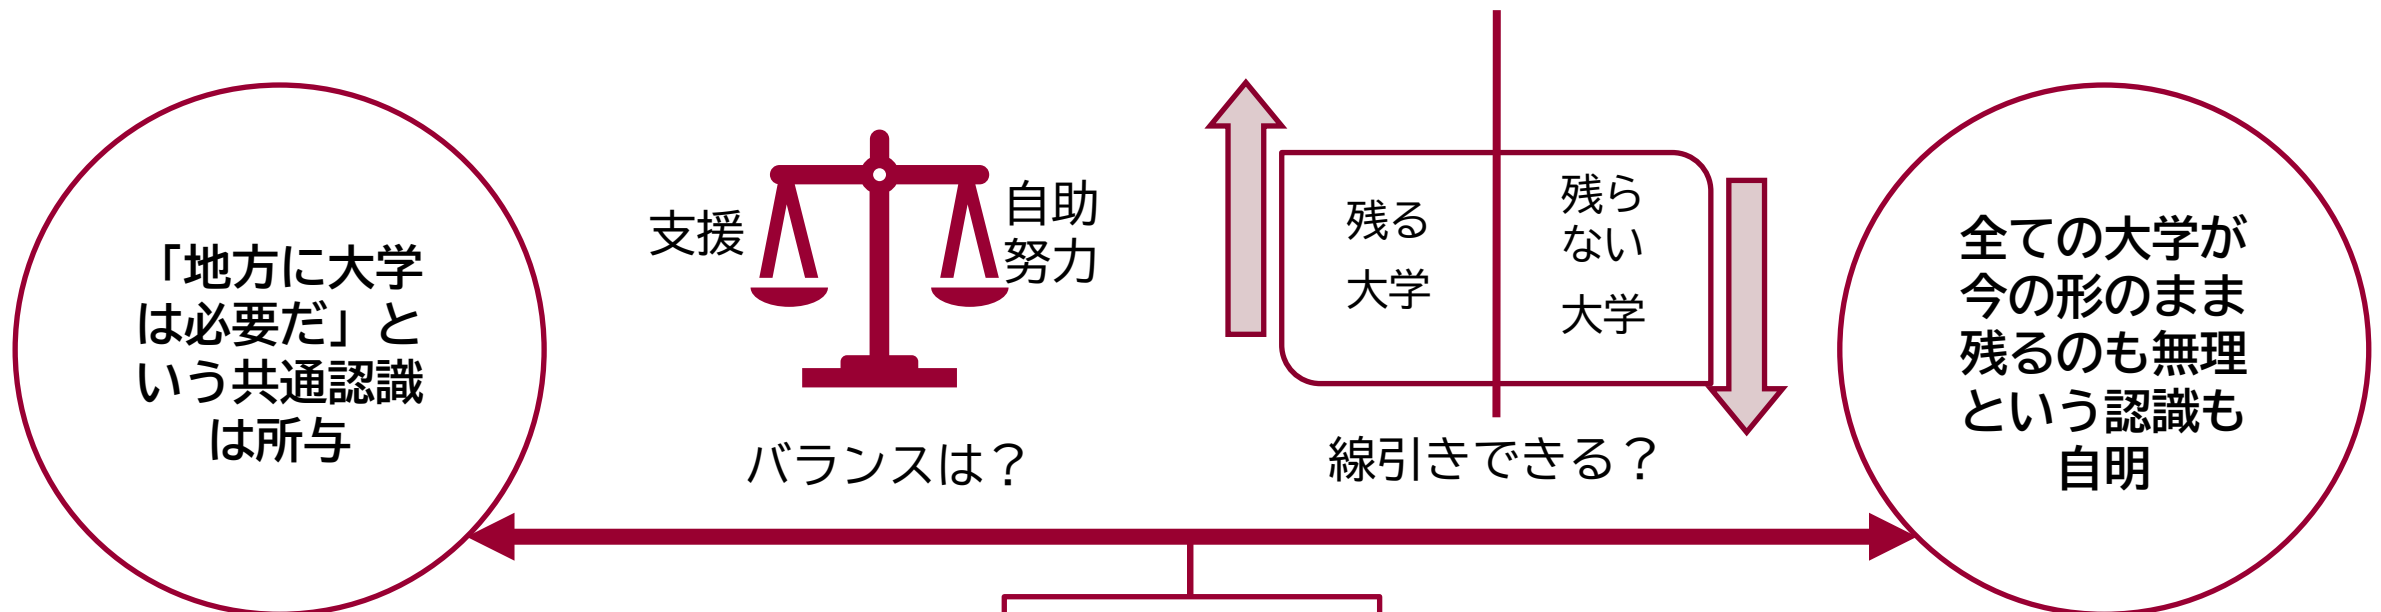 「地方に大学
は必要だ」と
いう共通認識
は所与
支援
自助
努力
バランスは？
残る
大学
残ら
ない
大学
線引きできる？
全ての大学が
今の形のまま
残るのも無理
という認識も
自明